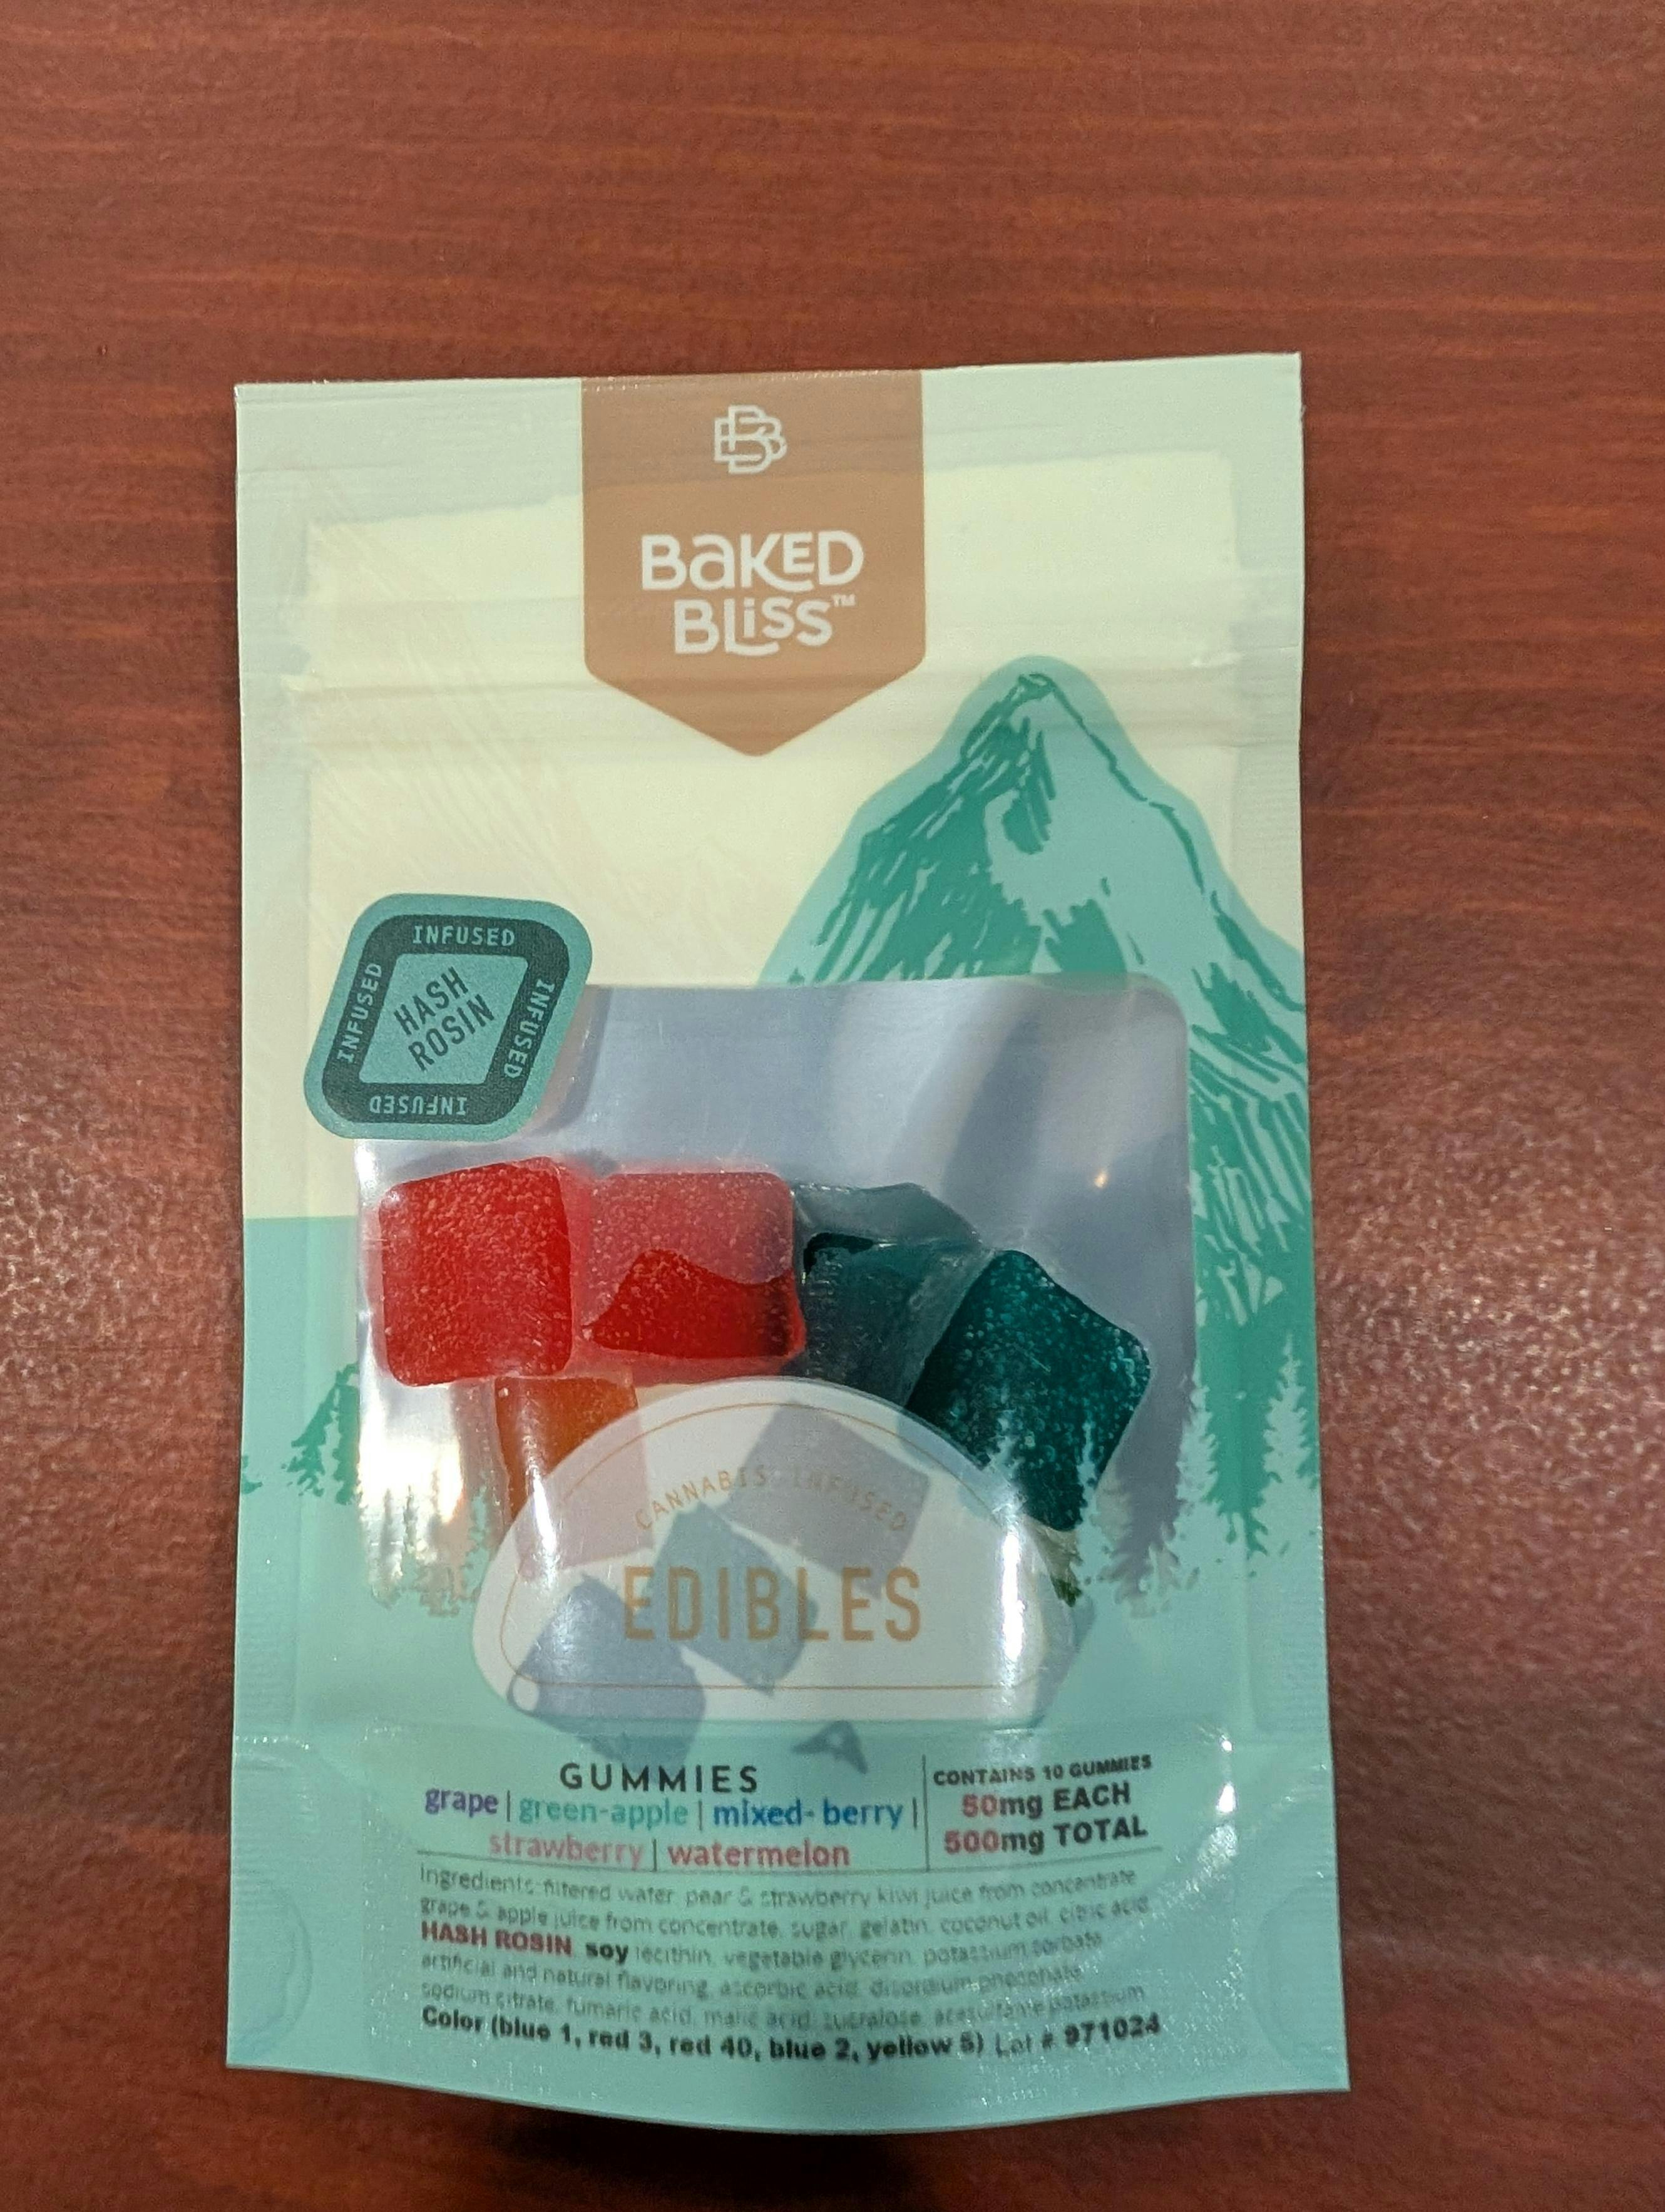 BB
BaKED
BLiSS™
INFUSED
INFUSED
HASH
ROSIN
INFUSED
INFUSED
CANNABIS INFUSED
EDIBLES
GUMMIES
grape | green-apple | mixed- berry |
strawberry | watermelon
CONTAINS 10 GUMMIES
50mg EACH
500mg TOTAL
Ingredients: filtered water, pear & strawberry kiwi juice from concentrate
grape & apple juice from concentrate, sugar, gelatin, coconut oil, citric acid,
HASH ROSIN, soy lecithin, vegetable glycerin, potassium sorbate
artificial and natural flavoring, ascorbic acid, phosphate
sodium citrate, fumaric acid, malic acid, sucralose, potassium
Color (blue 1, red 3, red 40, blue 2, yellow 5) Lot # 971024